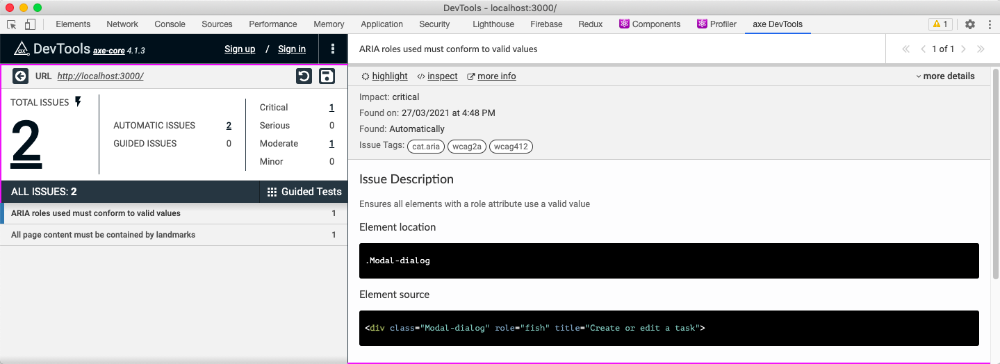 DevTools - localhost:3000/
Elements Network Console Sources Performance Memory Application Security Lighthouse Firebase Redux Components Profiler axe DevTools 1
ax DevTools axe-core 4.1.3 Sign up / Sign in
ARIA roles used must conform to valid values 1 of 1
URL http://localhost:3000/
highlight </> inspect more info more details
TOTAL ISSUES
2
AUTOMATIC ISSUES 2
GUIDED ISSUES 0
Critical 1
Serious 0
Moderate 1
Minor 0
ALL ISSUES: 2 Guided Tests
ARIA roles used must conform to valid values 1
All page content must be contained by landmarks 1
Impact: critical
Found on: 27/03/2021 at 4:48 PM
Found: Automatically
Issue Tags: cat.aria wcag2a wcag412
Issue Description
Ensures all elements with a role attribute use a valid value
Element location
.Modal-dialog
Element source
<div class="Modal-dialog" role="fish" title="Create or edit a task">